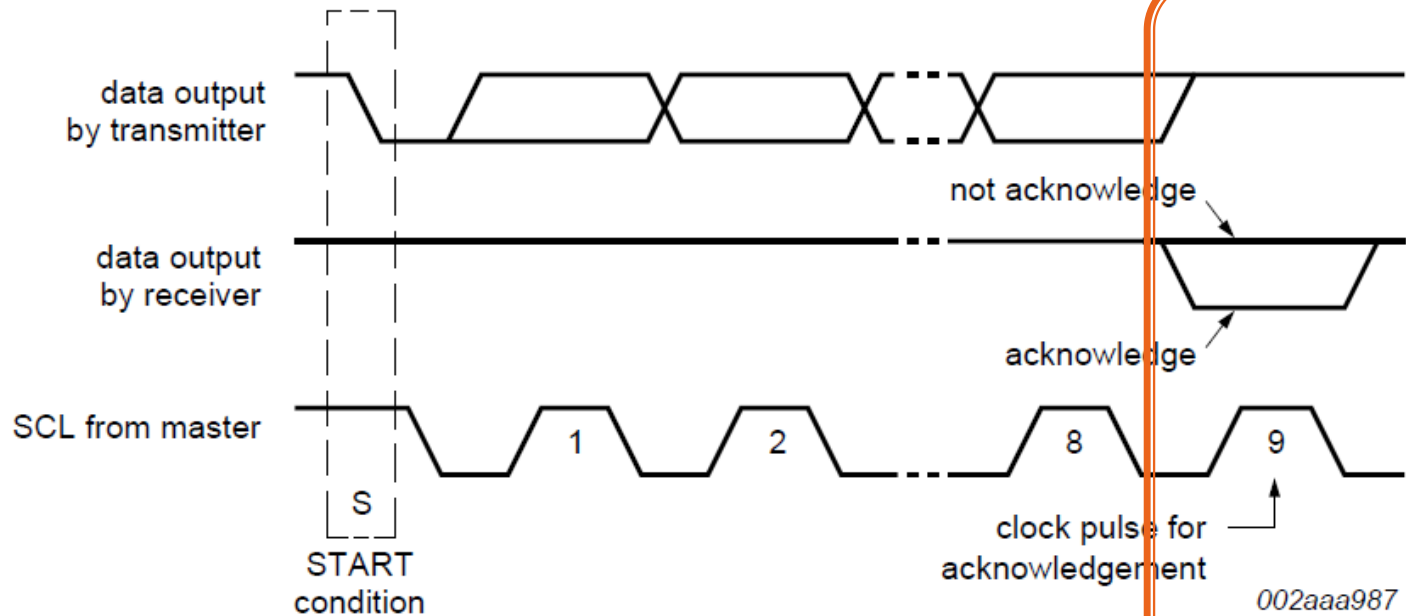 data output
by transmitter
not acknowledge
data output
by receiver
acknowledge
SCL from master
1
2
8
9
S
clock pulse for
acknowledgement
START
condition
002aaa987